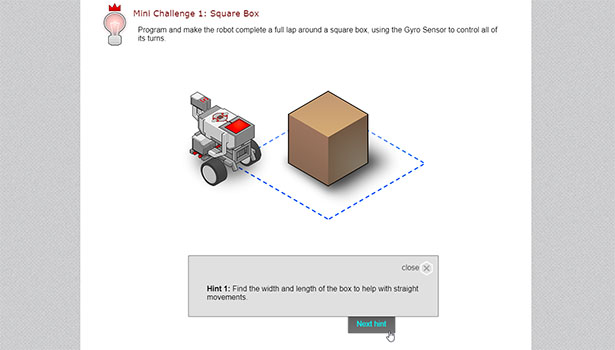 Mini Challenge 1: Square Box
Program and make the robot complete a full lap around a square box, using the Gyro Sensor to control all of
its turns.
close
Hint 1: Find the width and length of the box to help with straight
movements.
Next hint